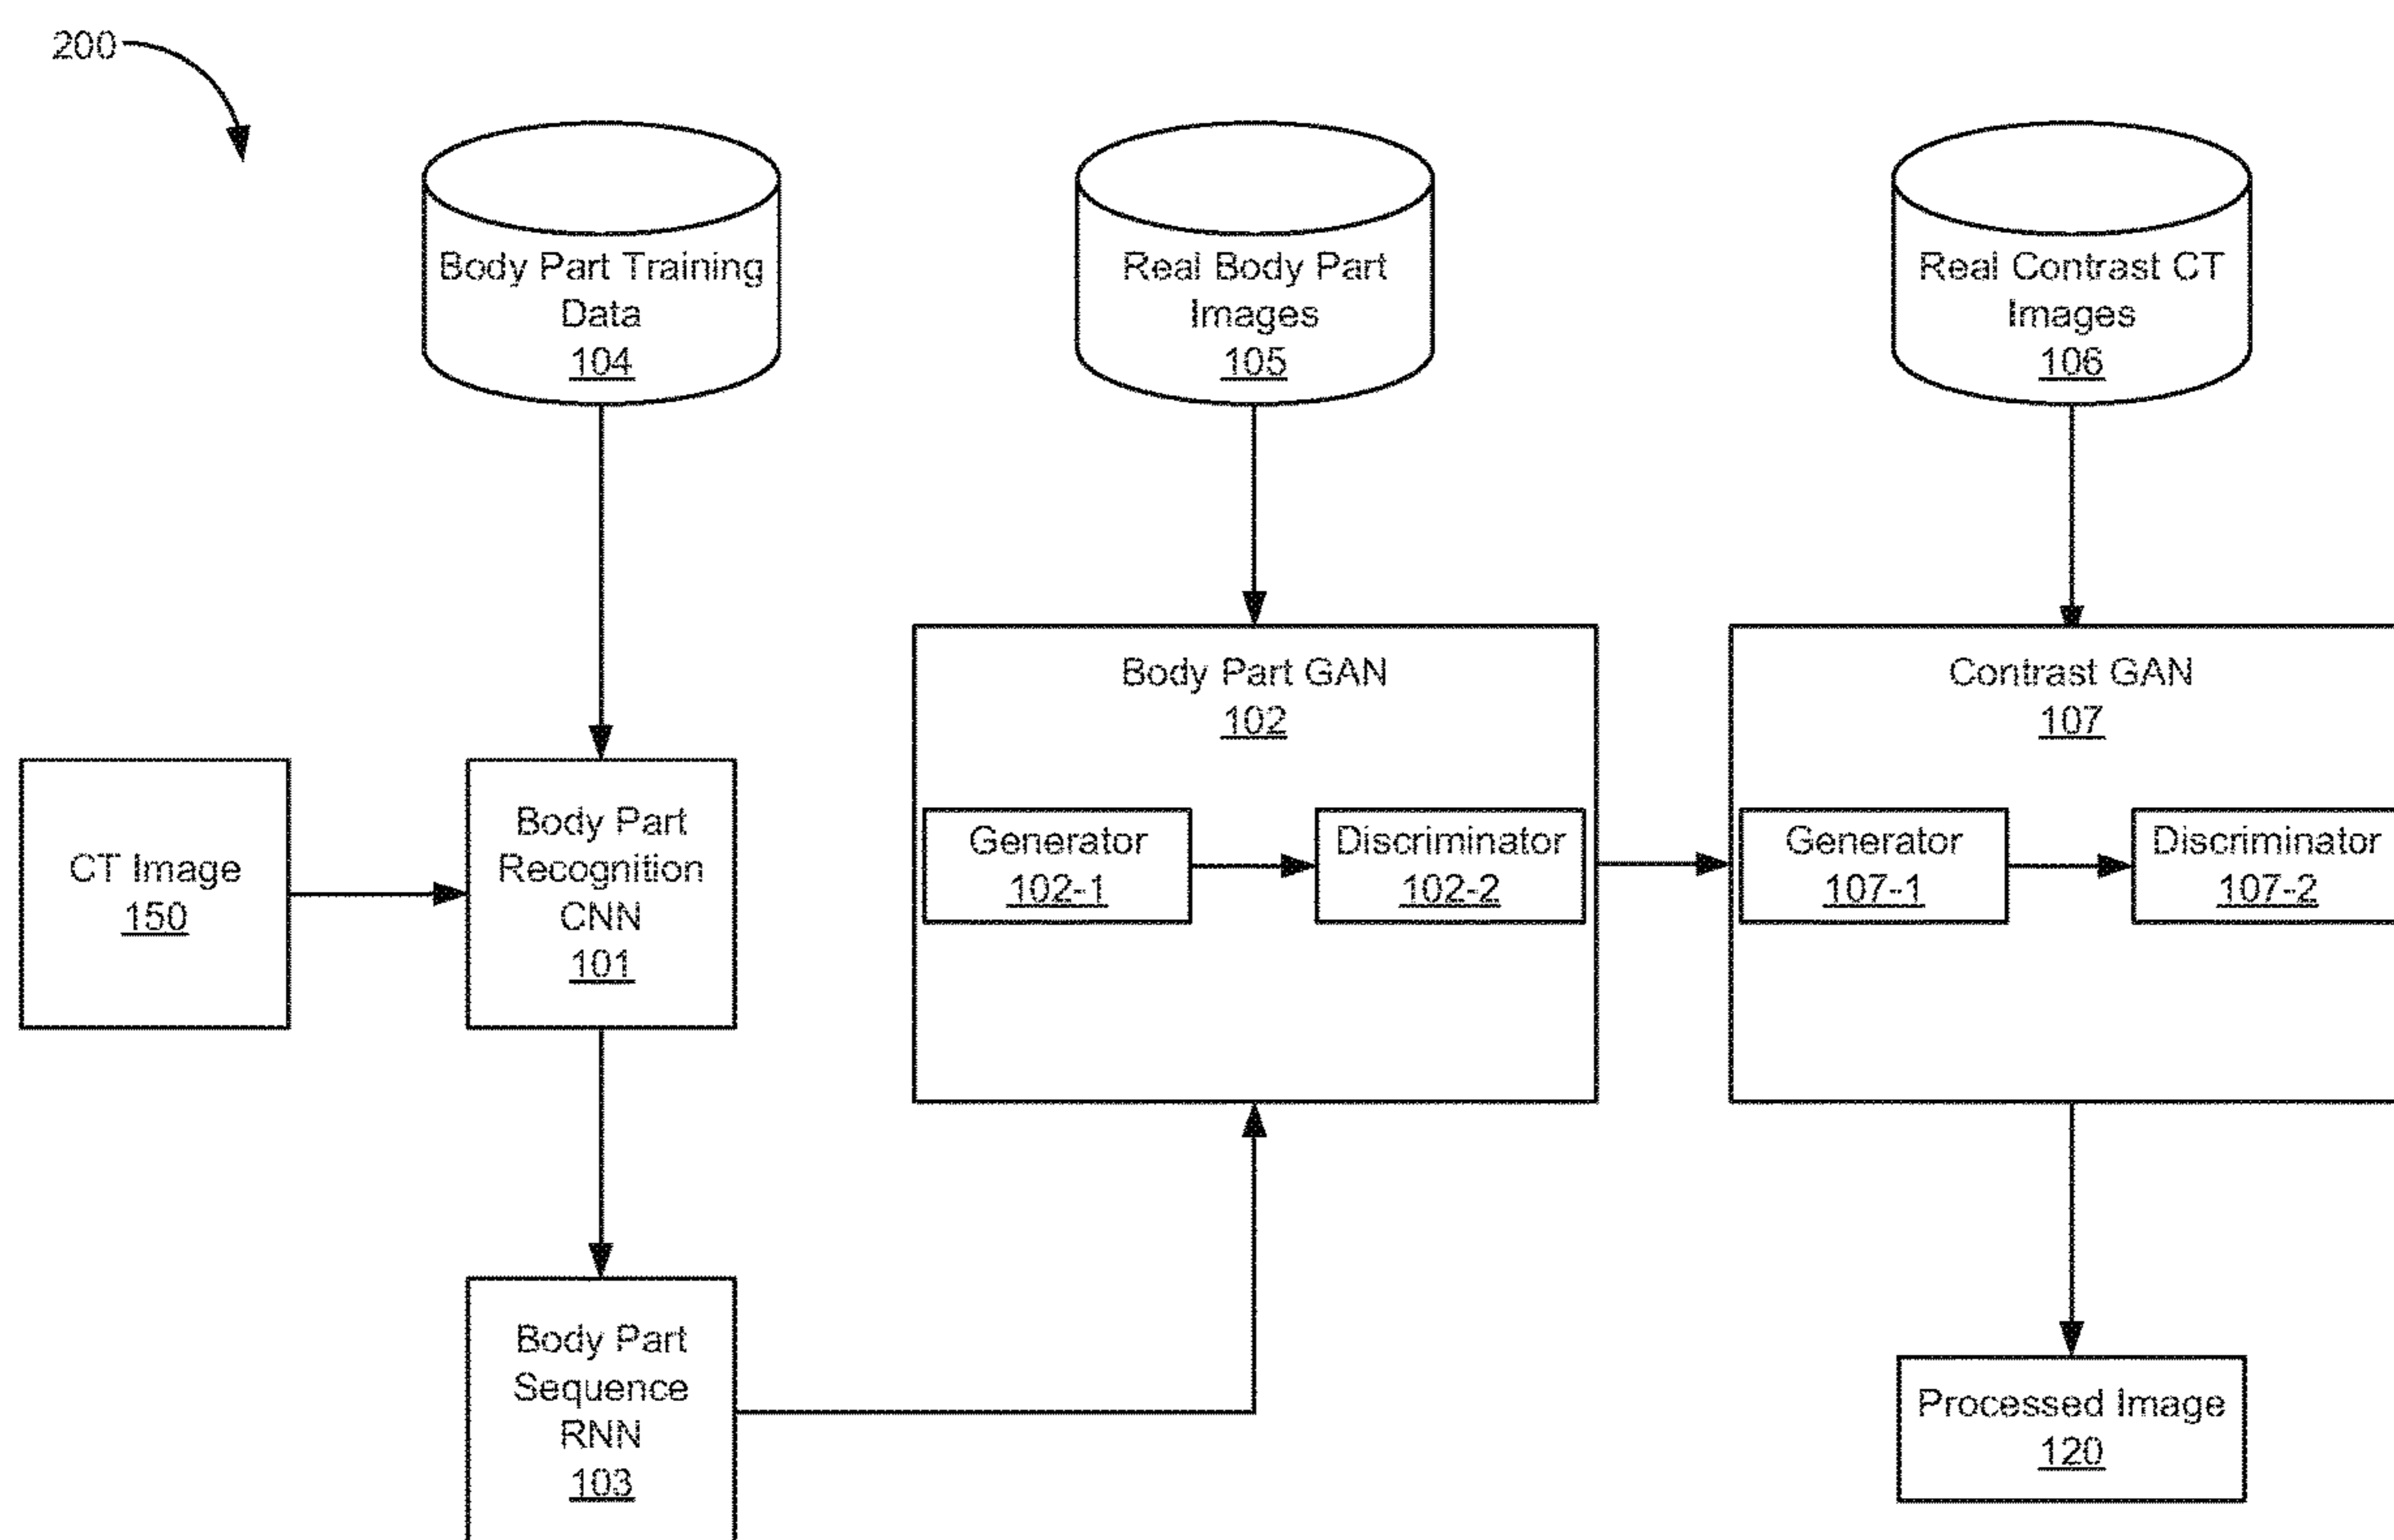 200
Body Part Training
Data
104
Real Body Part
Images
105
Real Contrast CT
Images
106
CT Image
150
Body Part
Recognition
CNN
101
Body Part GAN
102
Generator
102-1
Discriminator
102-2
Contrast GAN
107
Generator
107-1
Discriminator
107-2
Body Part
Sequence
RNN
103
Processed Image
120